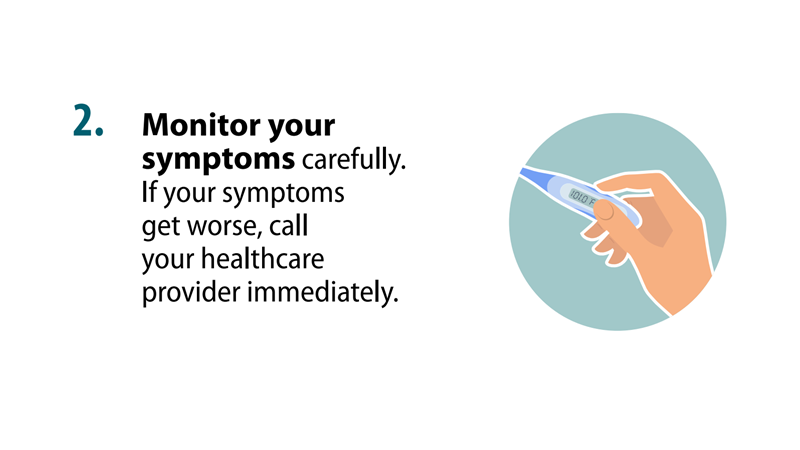 2.
Monitor your
symptoms carefully.
If your symptoms
get worse, call
your healthcare
provider immediately.
101.0 F